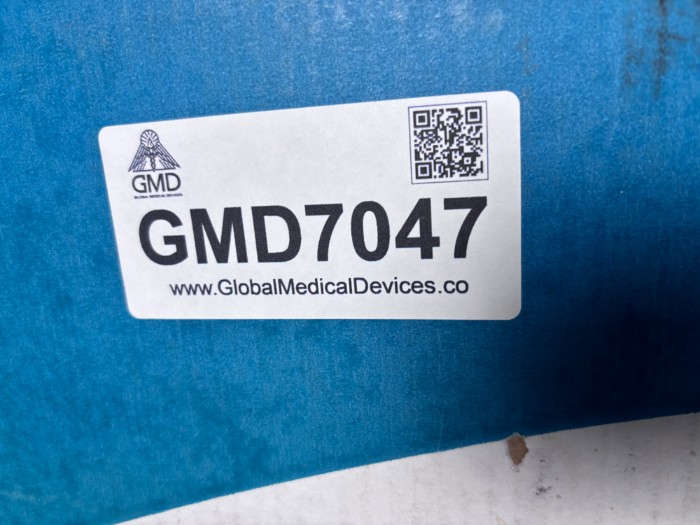 GMD
GLOBAL MEDICAL DEVICES
GMD7047
www.GlobalMedicalDevices.co